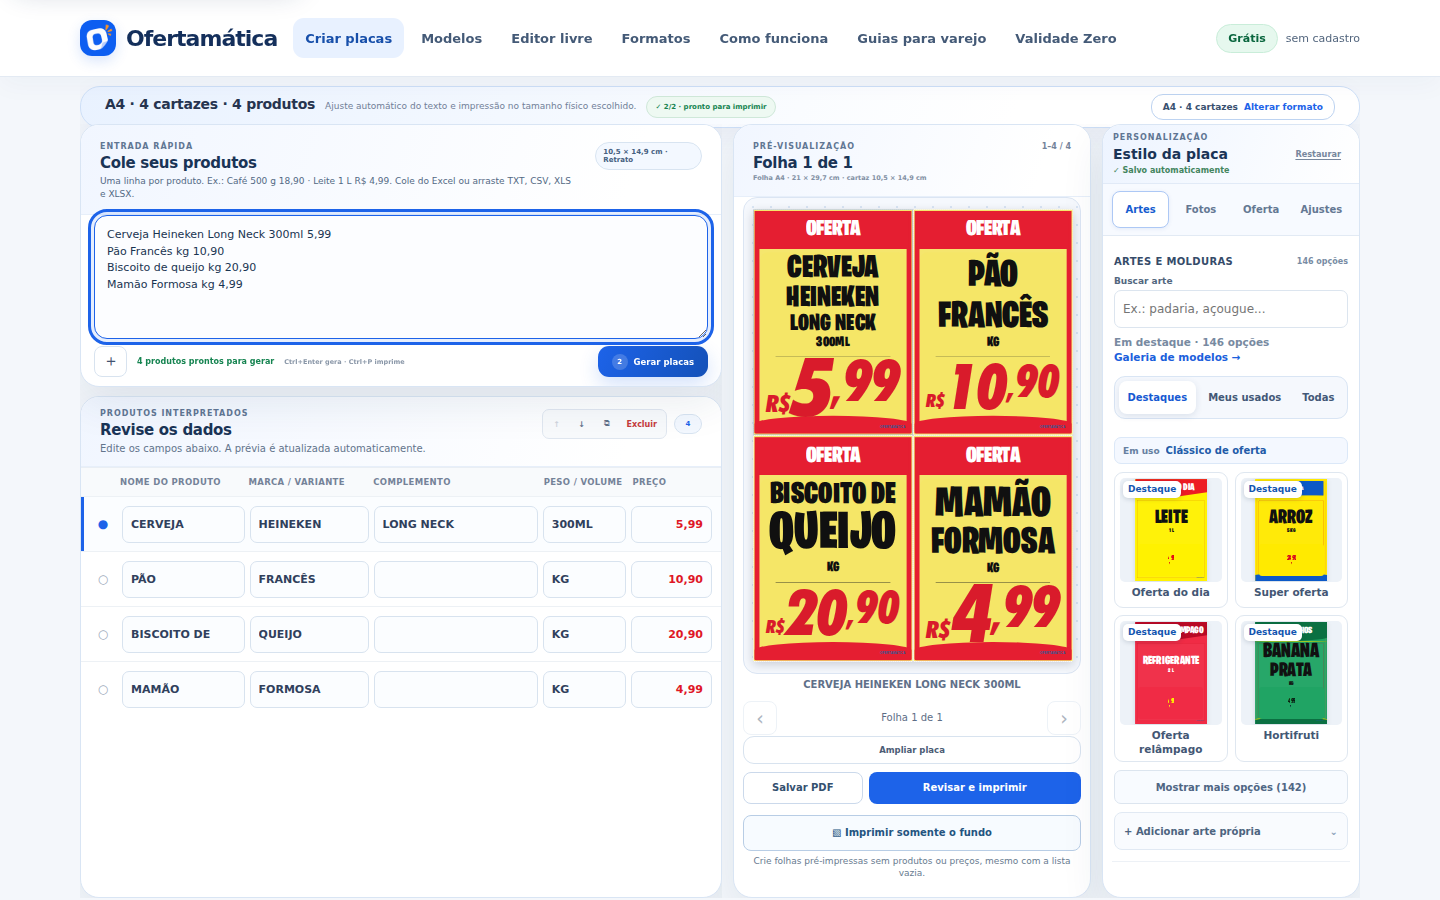 Ofertamática
Criar placas
Modelos
Editor livre
Formatos
Como funciona
Guias para varejo
Validade Zero
Grátis
sem cadastro
A4 · 4 cartazes · 4 produtos
Ajuste automático do texto e impressão no tamanho físico escolhido.
✓ 2/2 · pronto para imprimir
A4 · 4 cartazes Alterar formato
ENTRADA RÁPIDA
Cole seus produtos
Uma linha por produto. Ex.: Café 500 g 18,90 · Leite 1 L R$ 4,99. Cole do Excel ou arraste TXT, CSV, XLS
e XLSX.
10,5 × 14,9 cm ·
Retrato
Cerveja Heineken Long Neck 300ml 5,99
Pão Francês kg 10,90
Biscoito de queijo kg 20,90
Mamão Formosa kg 4,99
+
4 produtos prontos para gerar
Ctrl+Enter gera · Ctrl+P imprime
2 Gerar placas
PRODUTOS INTERPRETADOS
Revise os dados
Edite os campos abaixo. A prévia é atualizada automaticamente.
↑ ↓ ⧉ Excluir
4
NOME DO PRODUTO MARCA / VARIANTE COMPLEMENTO PESO / VOLUME PREÇO
CERVEJA HEINEKEN LONG NECK 300ML 5,99
PÃO FRANCÊS KG 10,90
BISCOITO DE QUEIJO KG 20,90
MAMÃO FORMOSA KG 4,99
PRÉ-VISUALIZAÇÃO
1–4 / 4
Folha 1 de 1
Folha A4 · 21 × 29,7 cm · cartaz 10,5 × 14,9 cm
OFERTA
CERVEJA
HEINEKEN
LONG NECK
300ML
R$5,99
OFERTA
PÃO
FRANCÊS
KG
R$ 10,90
OFERTA
BISCOITO DE
QUEIJO
KG
R$20,90
OFERTA
MAMÃO
FORMOSA
KG
R$4,99
CERVEJA HEINEKEN LONG NECK 300ML
‹
Folha 1 de 1
›
Ampliar placa
Salvar PDF
Revisar e imprimir
▧ Imprimir somente o fundo
Crie folhas pré-impressas sem produtos ou preços, mesmo com a lista
vazia.
PERSONALIZAÇÃO
Estilo da placa
Restaurar
✓ Salvo automaticamente
Artes
Fotos
Oferta
Ajustes
ARTES E MOLDURAS
146 opções
Buscar arte
Ex.: padaria, açougue...
Em destaque · 146 opções
Galeria de modelos →
Destaques
Meus usados
Todas
Em uso Clássico de oferta
Destaque
DIA
LEITE
1 L
Oferta do dia
Destaque
ARROZ
5KG
Super oferta
Destaque
REFRIGERANTE
2 L
Oferta
relâmpago
Destaque
BANANA
PRATA
Hortifruti
Mostrar mais opções (142)
+ Adicionar arte própria